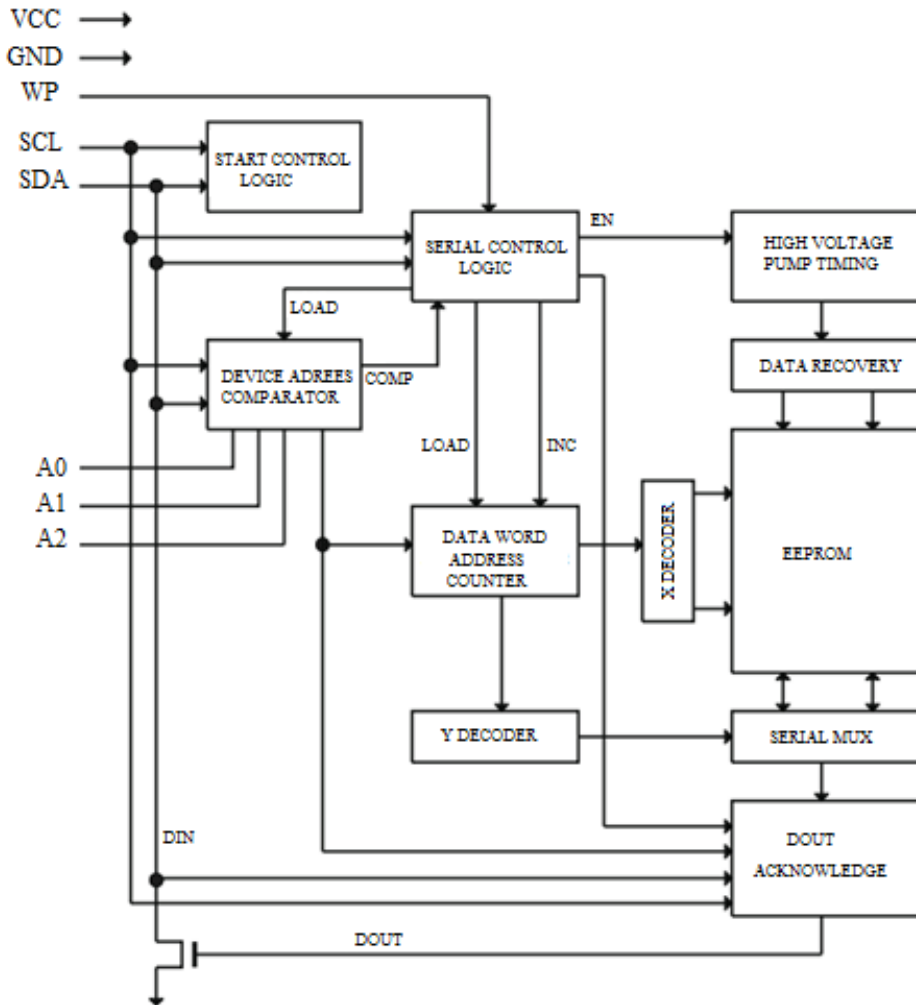 VCC
GND
WP
SCL
SDA
START CONTROL
LOGIC
SERIAL CONTROL
LOGIC
EN
HIGH VOLTAGE
PUMP TIMING
LOAD
DEVICE ADREES
COMPARATOR
COMP
DATA RECOVERY
LOAD
INC
A0
A1
A2
DATA WORD
ADDRESS
COUNTER
X DECODER
EEPROM
Y DECODER
SERIAL MUX
DIN
DOUT
ACKNOWLEDGE
DOUT